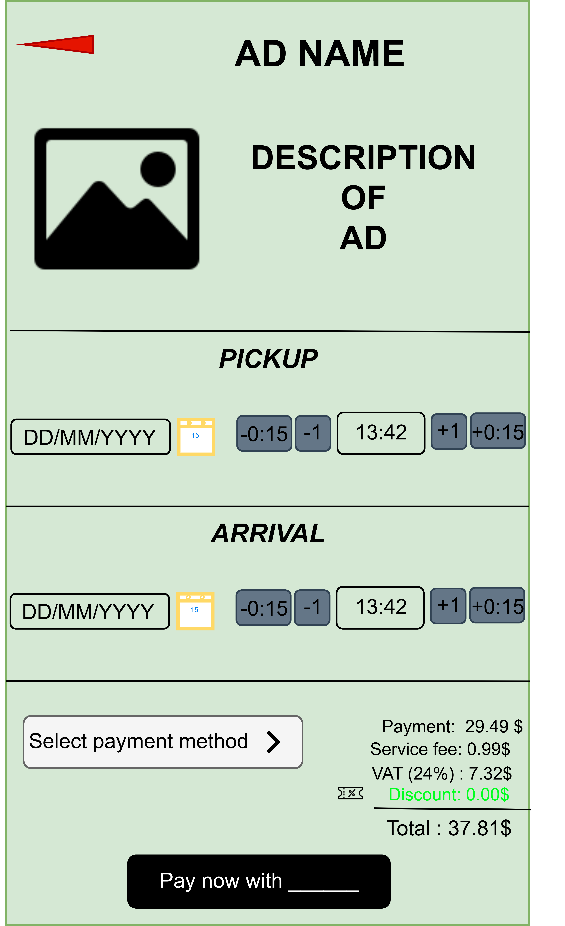 AD NAME
DESCRIPTION
OF
AD
PICKUP
DD/MM/YYYY
15
-0:15
-1
13:42
+1
+0:15
ARRIVAL
DD/MM/YYYY
15
-0:15
-1
13:42
+1
+0:15
Select payment method
Payment: 29.49 $
Service fee: 0.99$
VAT (24%) : 7.32$
%
Discount: 0.00$
Total : 37.81$
Pay now with ______